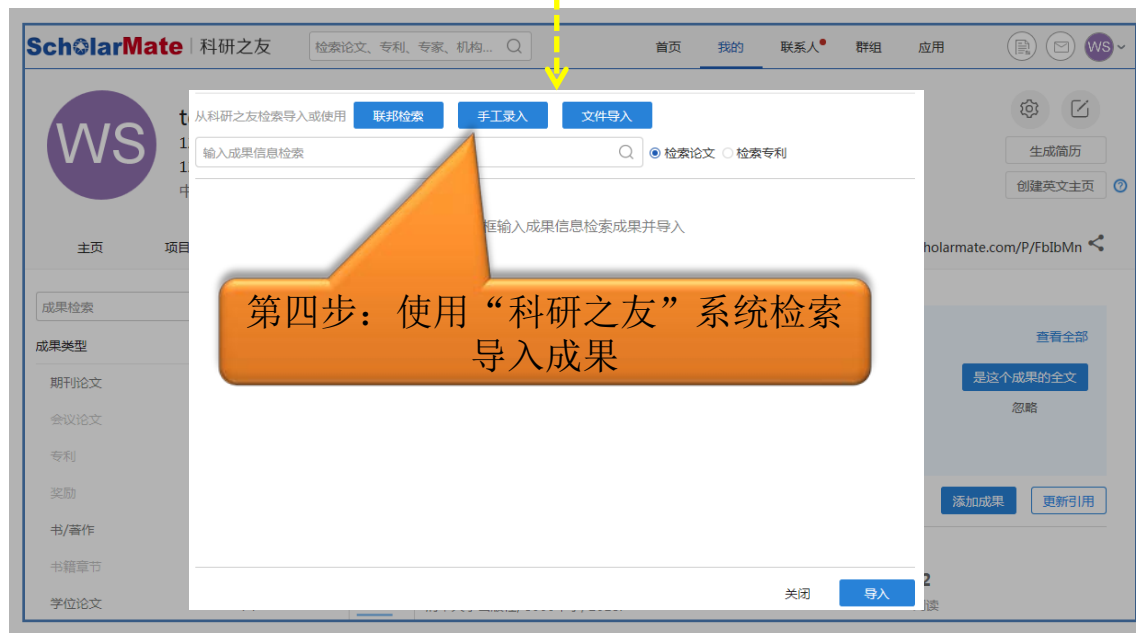 ScholarMate 科研之友 检索论文、专利、专家、机构... 首页 我的 联系人 群组 应用 WS
WS
从科研之友检索导入或使用 联邦检索 手工录入 文件导入
输入成果信息检索 检索论文 检索专利
生成简历
创建英文主页
框输入成果信息检索成果并导入
主页 项目 holarmate.com/P/FbIbMn
第四步：使用“科研之友”系统检索
导入成果
成果检索
成果类型
查看全部
期刊论文
是这个成果的全文
会议论文
忽略
专利
奖励
添加成果 更新引用
书/著作
书籍章节
关闭 导入
学位论文